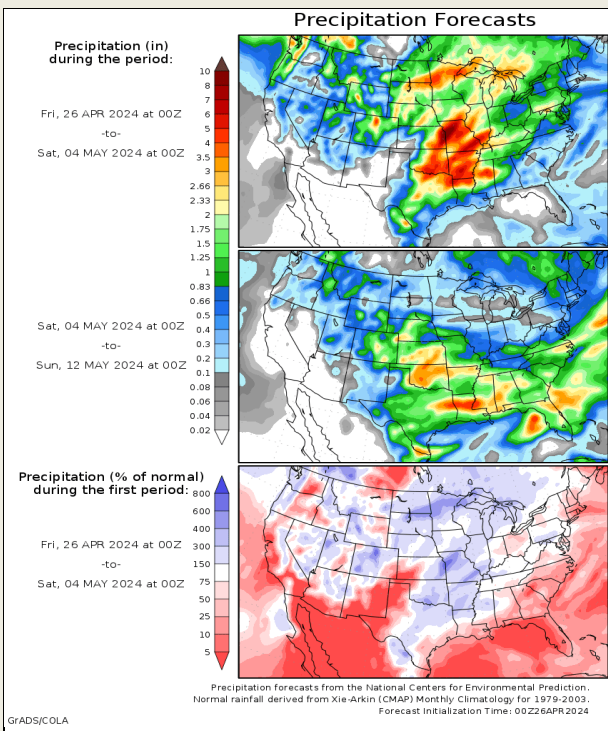 Precipitation Forecasts
Precipitation (in)
during the period:
Fri, 26 APR 2024 at 00Z
-to-
Sat, 04 MAY 2024 at 00Z
10
8
7
6
5
4
3.5
3
2.66
2.33
2
1.75
1.5
1.25
1
0.83
0.66
0.5
0.4
0.3
0.2
0.1
0.08
0.06
0.04
0.02
Sat, 04 MAY 2024 at 00Z
-to-
Sun, 12 MAY 2024 at 00Z
Precipitation (% of normal)
during the first period:
Fri, 26 APR 2024 at 00Z
-to-
Sat, 04 MAY 2024 at 00Z
800
600
400
300
150
75
50
25
10
5
Precipitation forecasts from the National Centers for Environmental Prediction.
Normal rainfall derived from Xie-Arkin (CMAP) Monthly Climatology for 1979-2003.
Forecast Initialization Time: 00Z26APR2024
GrADS/COLA